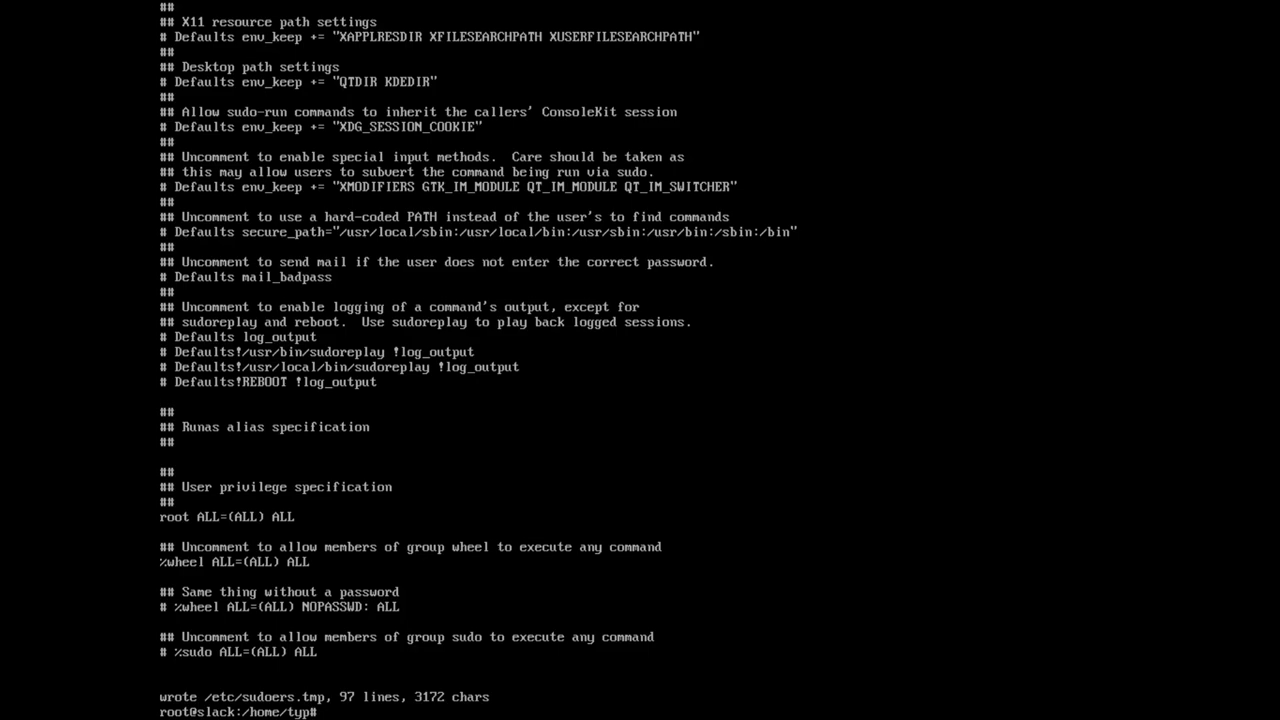 ##
## X11 resource path settings
# Defaults env_keep += "XAPPLRESDIR XFILESEARCHPATH XUSERFILESEARCHPATH"
##
## Desktop path settings
# Defaults env_keep += "QTDIR KDEDIR"
##
## Allow sudo-run commands to inherit the callers' ConsoleKit session
# Defaults env_keep += "XDG_SESSION_COOKIE"
##
## Uncomment to enable special input methods.  Care should be taken as
## this may allow users to subvert the command being run via sudo.
# Defaults env_keep += "XMODIFIERS GTK_IM_MODULE QT_IM_MODULE QT_IM_SWITCHER"
##
## Uncomment to use a hard-coded PATH instead of the user's to find commands
# Defaults secure_path="/usr/local/sbin:/usr/local/bin:/usr/sbin:/usr/bin:/sbin:/bin"
##
## Uncomment to send mail if the user does not enter the correct password.
# Defaults mail_badpass
##
## Uncomment to enable logging of a command's output, except for
## sudoreplay and reboot.  Use sudoreplay to play back logged sessions.
# Defaults log_output
# Defaults!/usr/bin/sudoreplay !log_output
# Defaults!/usr/local/bin/sudoreplay !log_output
# Defaults!REBOOT !log_output
##
## Runas alias specification
##
##
## User privilege specification
##
root ALL=(ALL) ALL
## Uncomment to allow members of group wheel to execute any command
%wheel ALL=(ALL) ALL
## Same thing without a password
# %wheel ALL=(ALL) NOPASSWD: ALL
## Uncomment to allow members of group sudo to execute any command
# %sudo ALL=(ALL) ALL
wrote /etc/sudoers.tmp, 97 lines, 3172 chars
root@slack:/home/typ#